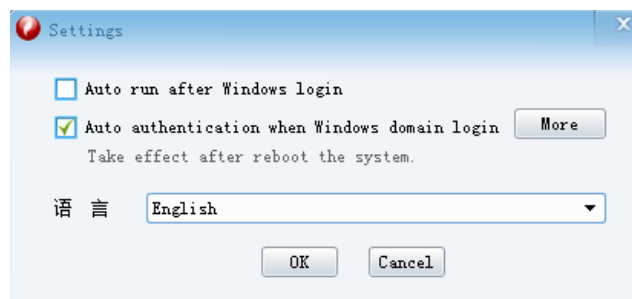 Settings
Auto run after Windows login
Auto authentication when Windows domain login More
Take effect after reboot the system.
语 言 English
OK Cancel